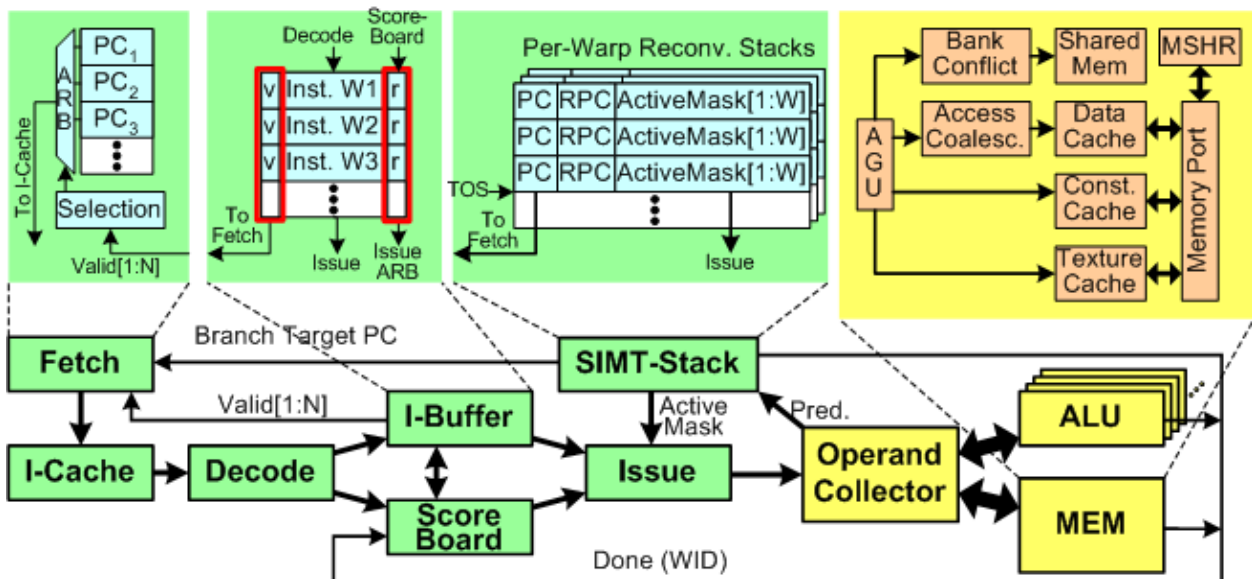 PC1
PC2
PC3
A
R
B
To I-Cache
Selection
Valid[1:N]
Decode
Score-
Board
v Inst. W1 r
v Inst. W2 r
v Inst. W3 r
To
Fetch
Issue
Issue
ARB
Per-Warp Reconv. Stacks
PC RPC ActiveMask[1:W]
PC RPC ActiveMask[1:W]
PC RPC ActiveMask[1:W]
TOS
To
Fetch
Issue
A
G
U
Bank
Conflict
Shared
Mem
MSHR
Access
Coalesc.
Data
Cache
Const.
Cache
Texture
Cache
Memory Port
Branch Target PC
Fetch
SIMT-Stack
Valid[1:N]
I-Buffer
Active
Mask
Pred.
ALU
I-Cache
Decode
Issue
Operand
Collector
Score
Board
MEM
Done (WID)